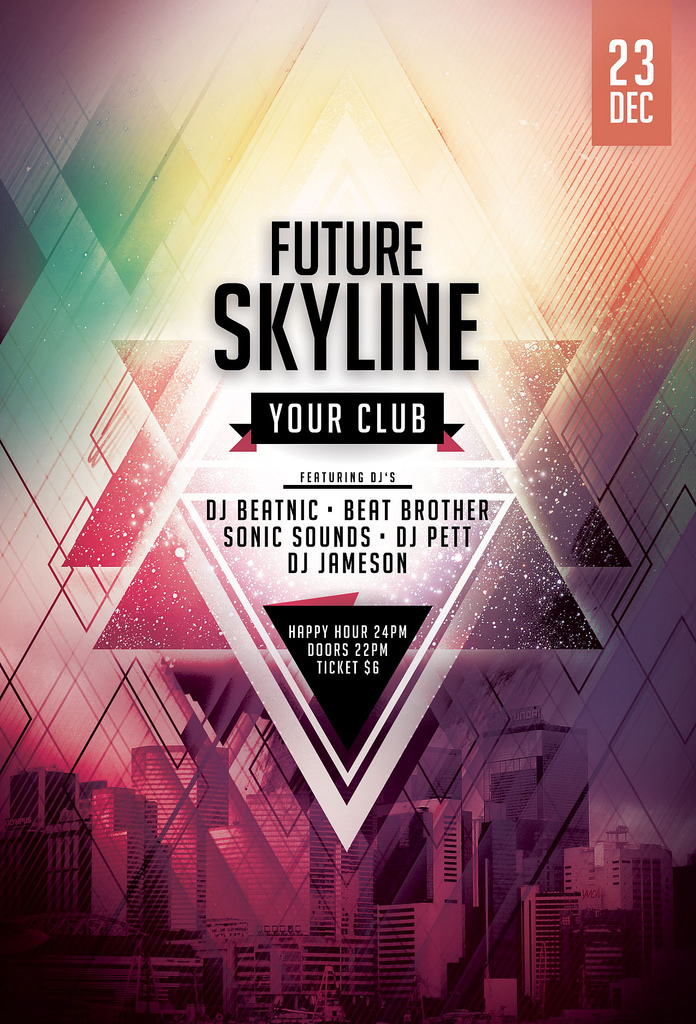 23
DEC
FUTURE
SKYLINE
YOUR CLUB
FEATURING DJ'S
DJ BEATNIC • BEAT BROTHER
SONIC SOUNDS • DJ PETT
DJ JAMESON
HAPPY HOUR 24PM
DOORS 22PM
TICKET $6